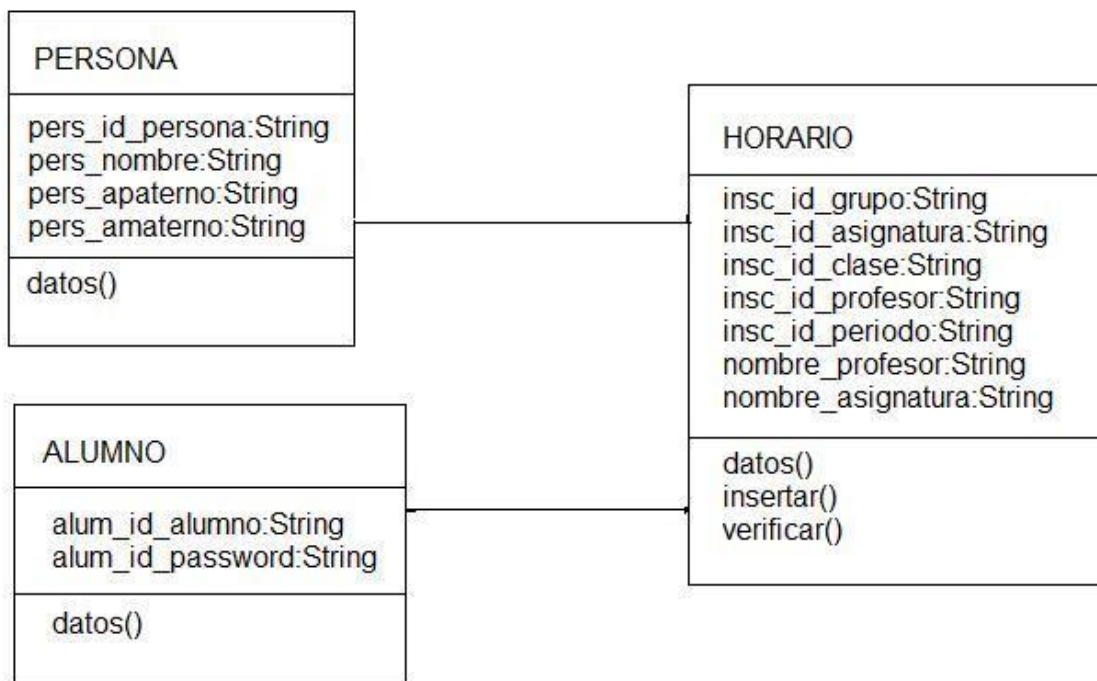 PERSONA
pers_id_persona:String
pers_nombre:String
pers_apaterno:String
pers_amaterno:String
datos()
ALUMNO
alum_id_alumno:String
alum_id_password:String
datos()
HORARIO
insc_id_grupo:String
insc_id_asignatura:String
insc_id_clase:String
insc_id_profesor:String
insc_id_periodo:String
nombre_profesor:String
nombre_asignatura:String
datos()
insertar()
verificar()